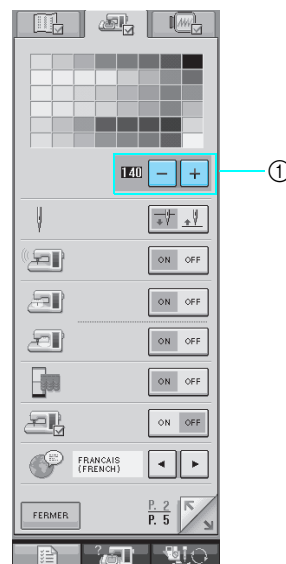 140 - + ①
ON OFF
ON OFF
ON OFF
ON OFF
ON OFF
FRANCAIS
(FRENCH)
FERMER
P. 2
P. 5